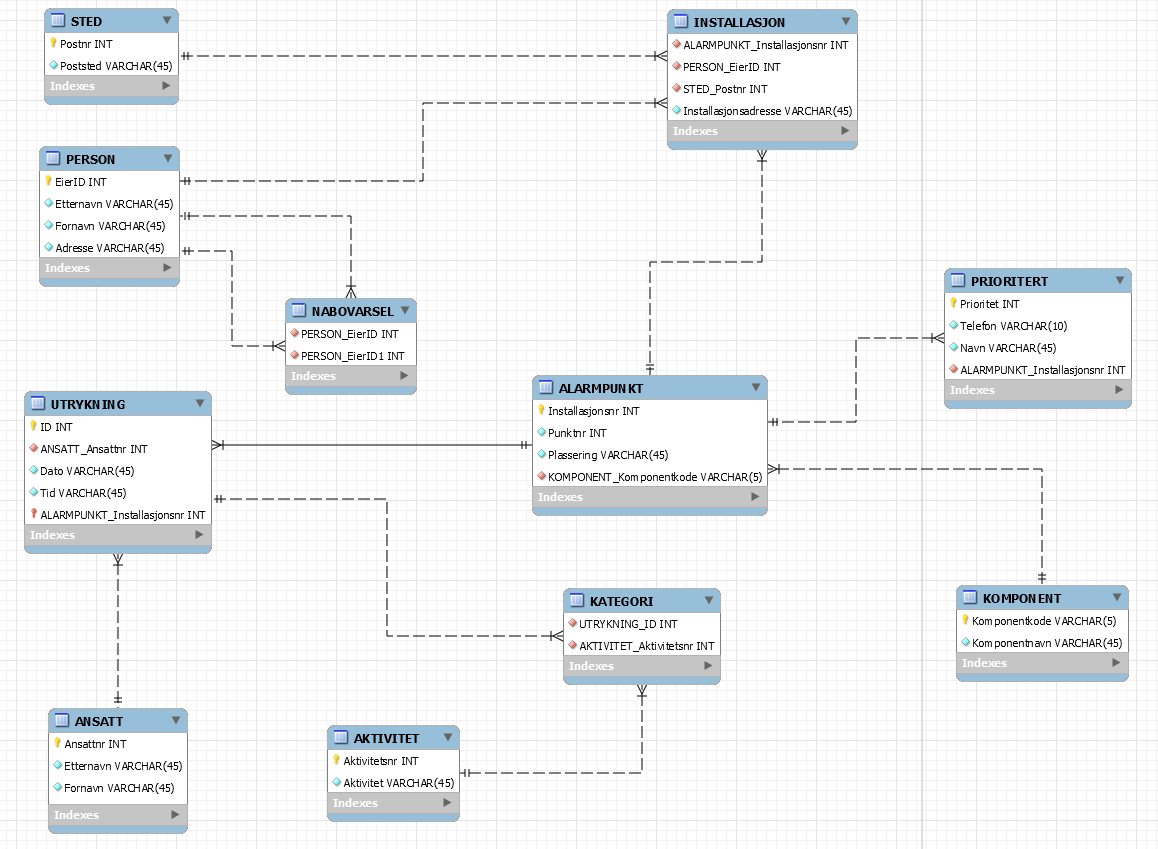 STED
Postnr INT
Poststed VARCHAR(45)
Indexes
INSTALLASJON
ALARMPUNKT_Installasjonsnr INT
PERSON_EierID INT
STED_Postnr INT
Installasjonsadresse VARCHAR(45)
Indexes
PERSON
EierID INT
Etternavn VARCHAR(45)
Fornavn VARCHAR(45)
Adresse VARCHAR(45)
Indexes
NABOVARSEL
PERSON_EierID INT
PERSON_EierID1 INT
Indexes
PRIORITERT
Prioritet INT
Telefon VARCHAR(10)
Navn VARCHAR(45)
ALARMPUNKT_Installasjonsnr INT
Indexes
UTRYKNING
ID INT
ANSATT_Ansattnr INT
Dato VARCHAR(45)
Tid VARCHAR(45)
ALARMPUNKT_Installasjonsnr INT
Indexes
ALARMPUNKT
Installasjonsnr INT
Punktnr INT
Plassering VARCHAR(45)
KOMPONENT_Komponentkode VARCHAR(5)
Indexes
KATEGORI
UTRYKNING_ID INT
AKTIVITET_Aktivitetsnr INT
Indexes
KOMPONENT
Komponentkode VARCHAR(5)
Komponentnavn VARCHAR(45)
Indexes
ANSATT
Ansattnr INT
Etternavn VARCHAR(45)
Fornavn VARCHAR(45)
Indexes
AKTIVITET
Aktivitetsnr INT
Aktivitet VARCHAR(45)
Indexes